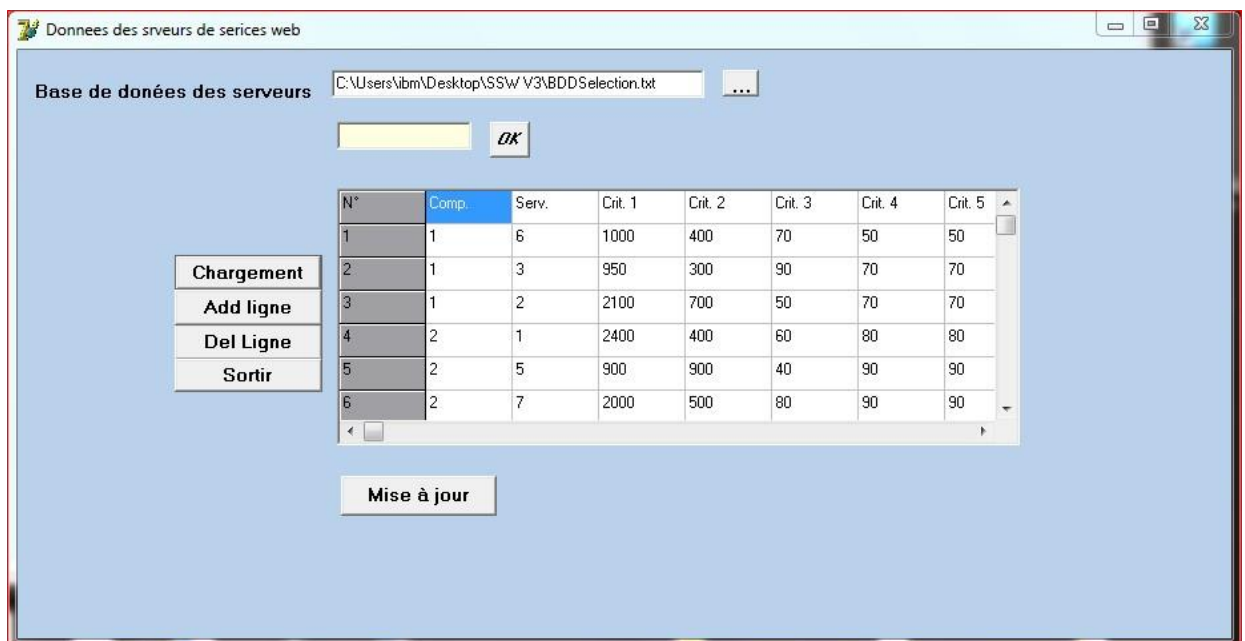 Donnees des srveurs de serices web
Base de donées des serveurs C:\Users\ibm\Desktop\SSW V3\BDDSelection.txt ...
OK
N° Comp. Serv. Crit. 1 Crit. 2 Crit. 3 Crit. 4 Crit. 5
1 1 6 1000 400 70 50 50
2 1 3 950 300 90 70 70
3 1 2 2100 700 50 70 70
4 2 1 2400 400 60 80 80
5 2 5 900 900 40 90 90
6 2 7 2000 500 80 90 90
Chargement
Add ligne
Del Ligne
Sortir
Mise à jour